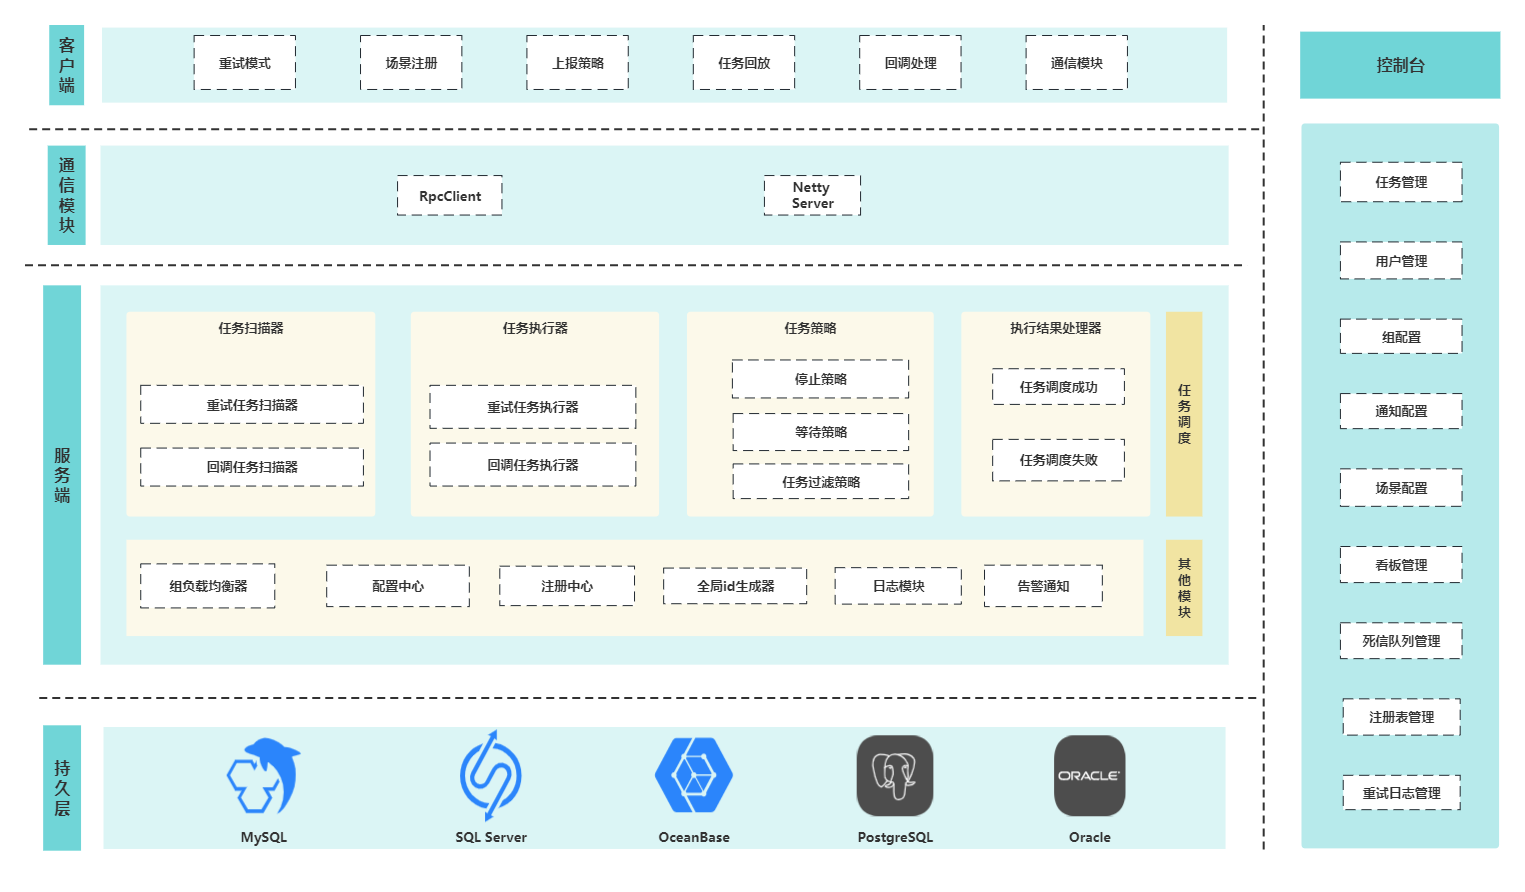 客户端
重试模式
场景注册
上报策略
任务回放
回调处理
通信模块
通信模块
RpcClient
Netty
Server
服务端
任务扫描器
重试任务扫描器
回调任务扫描器
任务执行器
重试任务执行器
回调任务执行器
任务策略
停止策略
等待策略
任务过滤策略
执行结果处理器
任务调度成功
任务调度失败
任务调度
组负载均衡器
配置中心
注册中心
全局id生成器
日志模块
告警通知
其他模块
持久层
MySQL
SQL Server
OceanBase
PostgreSQL
ORACLE
Oracle
控制台
任务管理
用户管理
组配置
通知配置
场景配置
看板管理
死信队列管理
注册表管理
重试日志管理